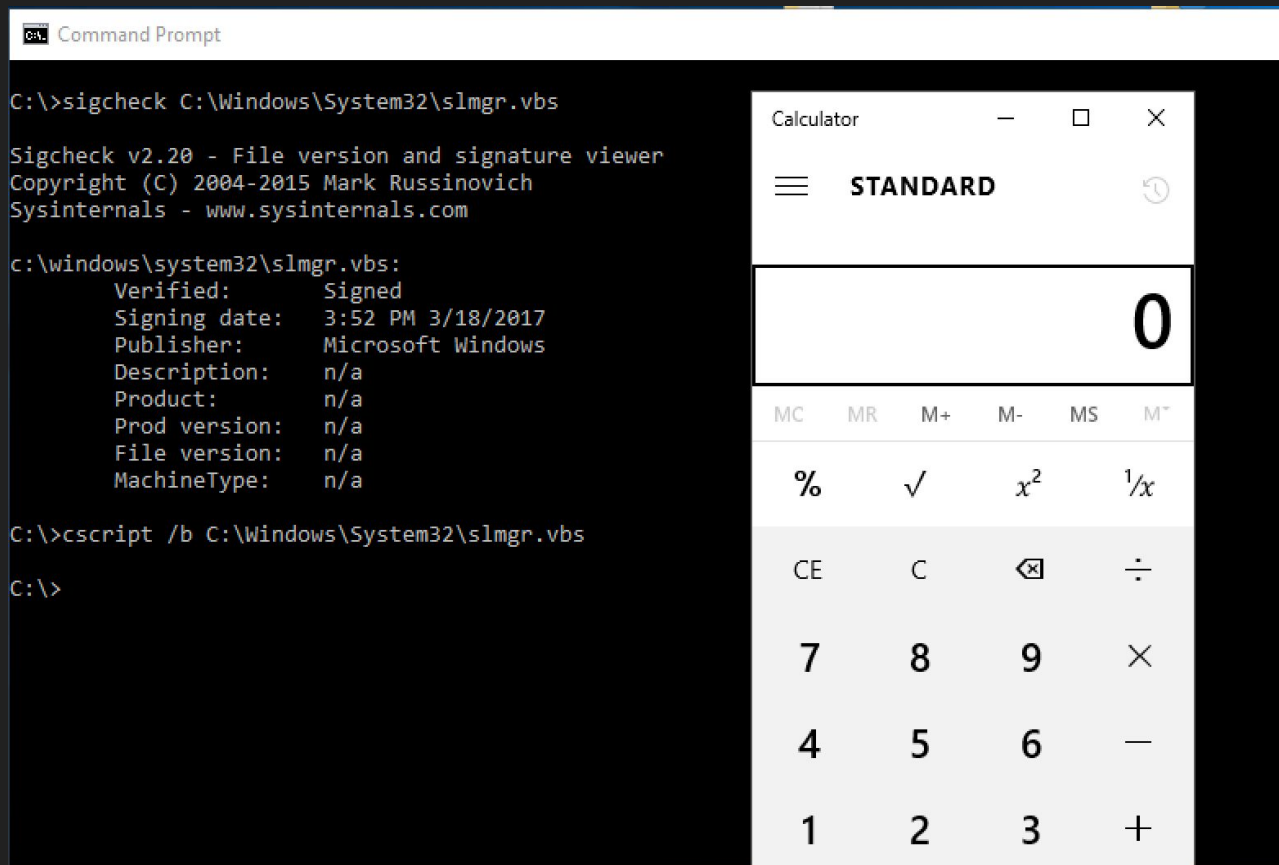 Command Prompt
C:\>sigcheck C:\Windows\System32\slmgr.vbs
Sigcheck v2.20 - File version and signature viewer
Copyright (C) 2004-2015 Mark Russinovich
Sysinternals - www.sysinternals.com
c:\windows\system32\slmgr.vbs:
Verified: Signed
Signing date: 3:52 PM 3/18/2017
Publisher: Microsoft Windows
Description: n/a
Product: n/a
Prod version: n/a
File version: n/a
MachineType: n/a
C:\>cscript /b C:\Windows\System32\slmgr.vbs
C:\>
Calculator
STANDARD
0
MC MR M+ M- MS M˅
% √ x² ¹/x
CE C ⌫ ÷
7 8 9 ×
4 5 6 −
1 2 3 +